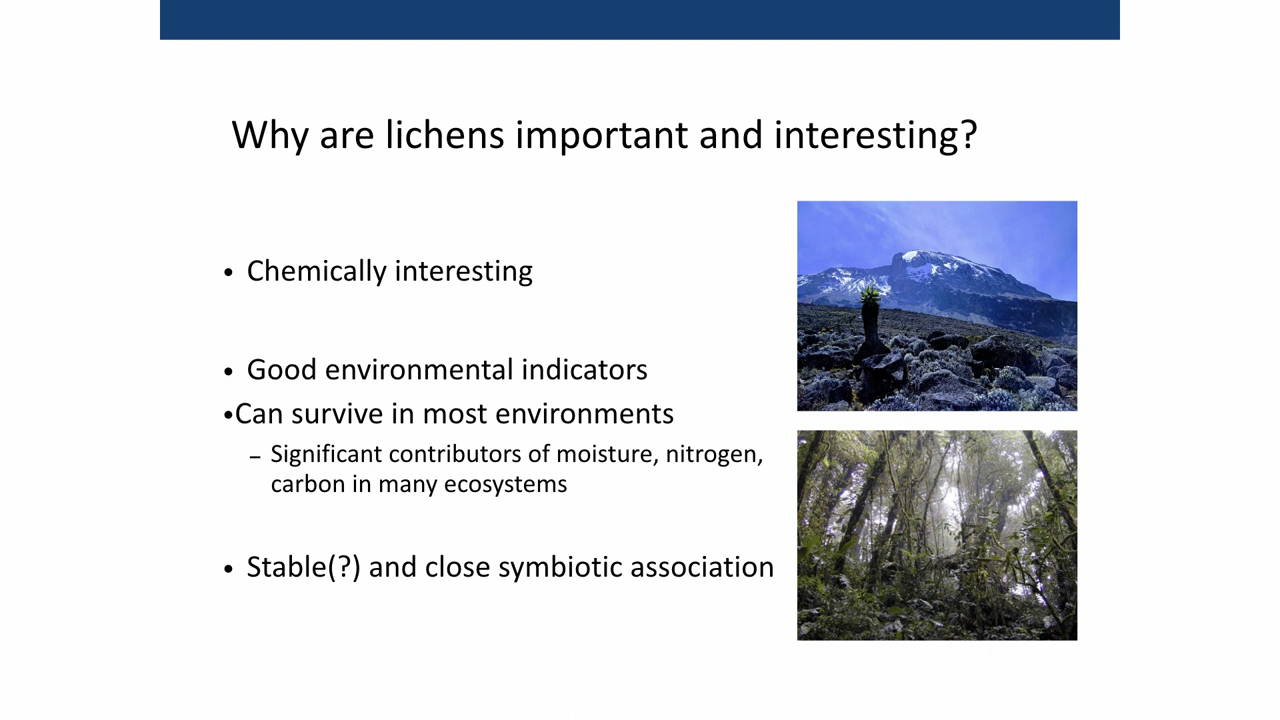 Why are lichens important and interesting?
• Chemically interesting
• Good environmental indicators
•Can survive in most environments
– Significant contributors of moisture, nitrogen,
carbon in many ecosystems
• Stable(?) and close symbiotic association